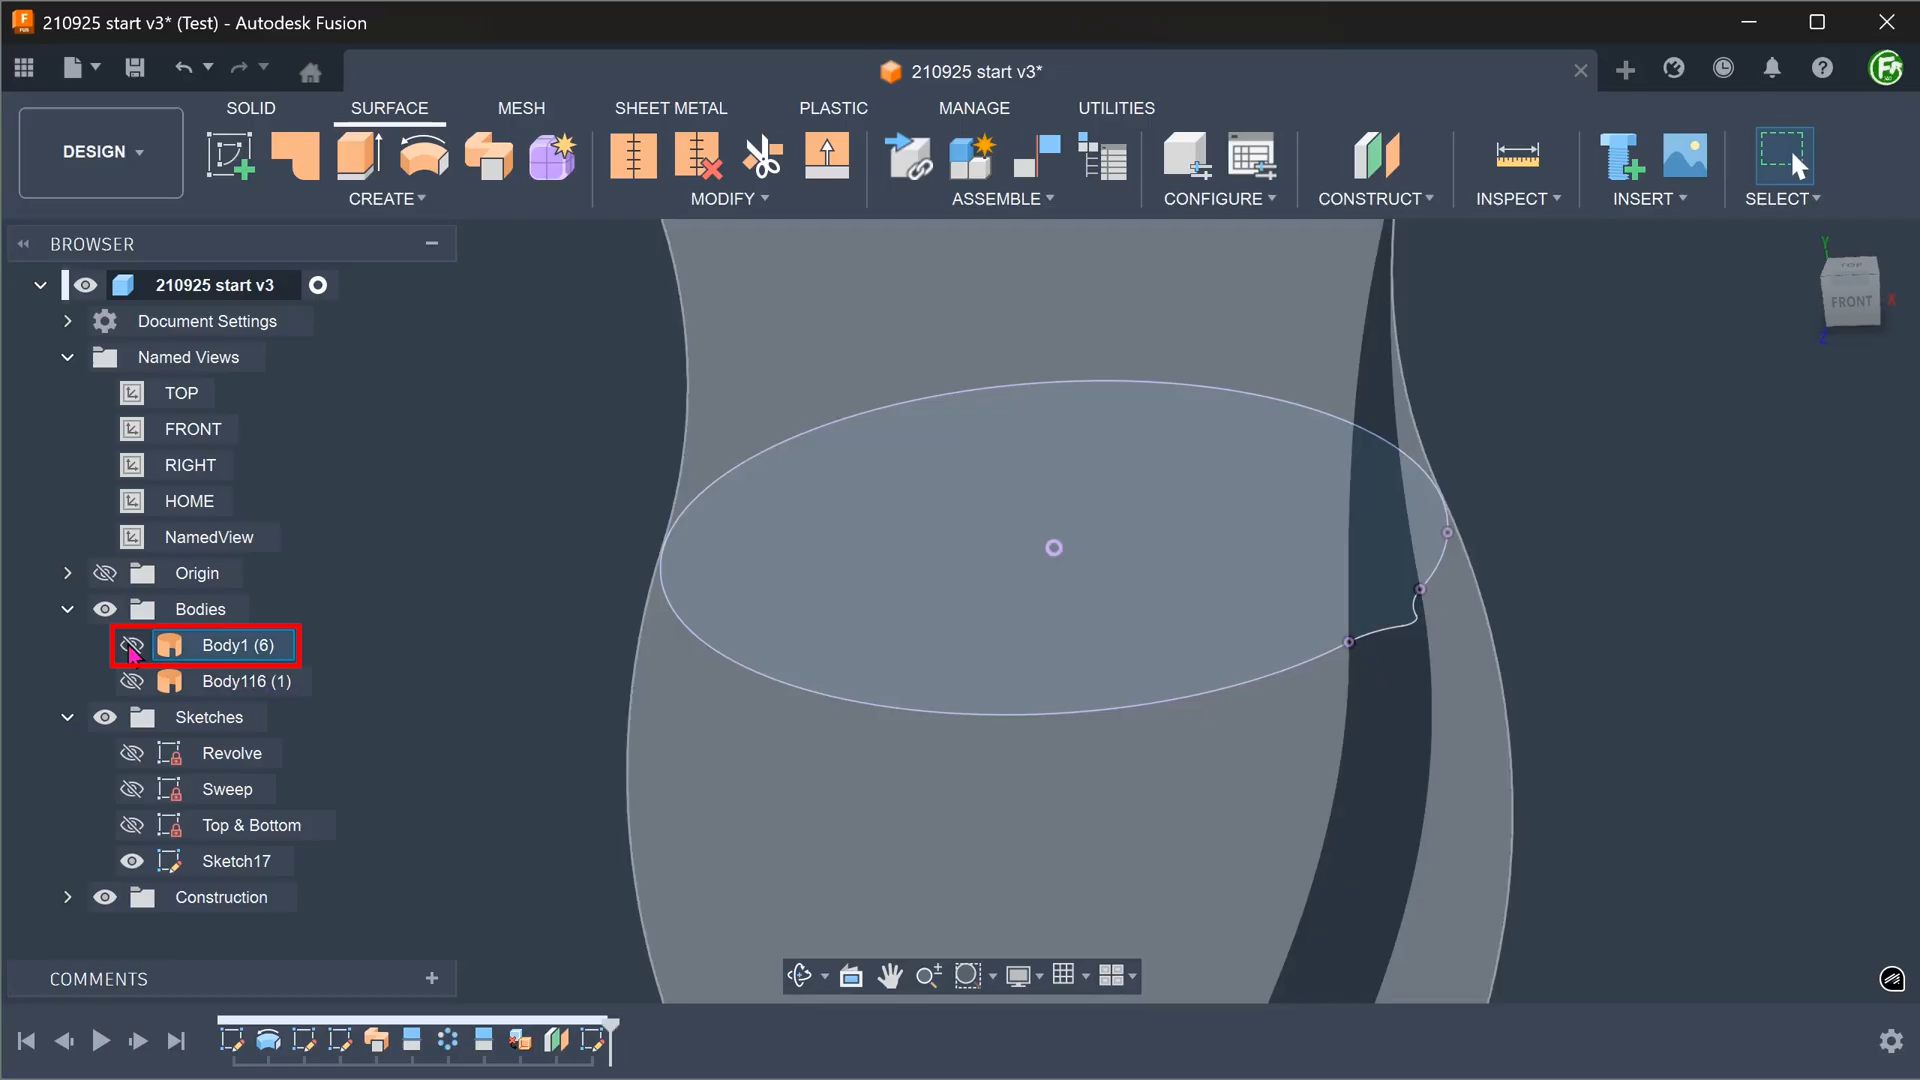 210925 start v3* (Test) - Autodesk Fusion
210925 start v3*
DESIGN
SOLID
SURFACE
MESH
SHEET METAL
PLASTIC
MANAGE
UTILITIES
CREATE
MODIFY
ASSEMBLE
CONFIGURE
CONSTRUCT
INSPECT
INSERT
SELECT
BROWSER
210925 start v3
Document Settings
Named Views
TOP
FRONT
RIGHT
HOME
NamedView
Origin
Bodies
Body1 (6)
Body116 (1)
Sketches
Revolve
Sweep
Top & Bottom
Sketch17
Construction
COMMENTS
Y
TOP
FRONT
X
Z